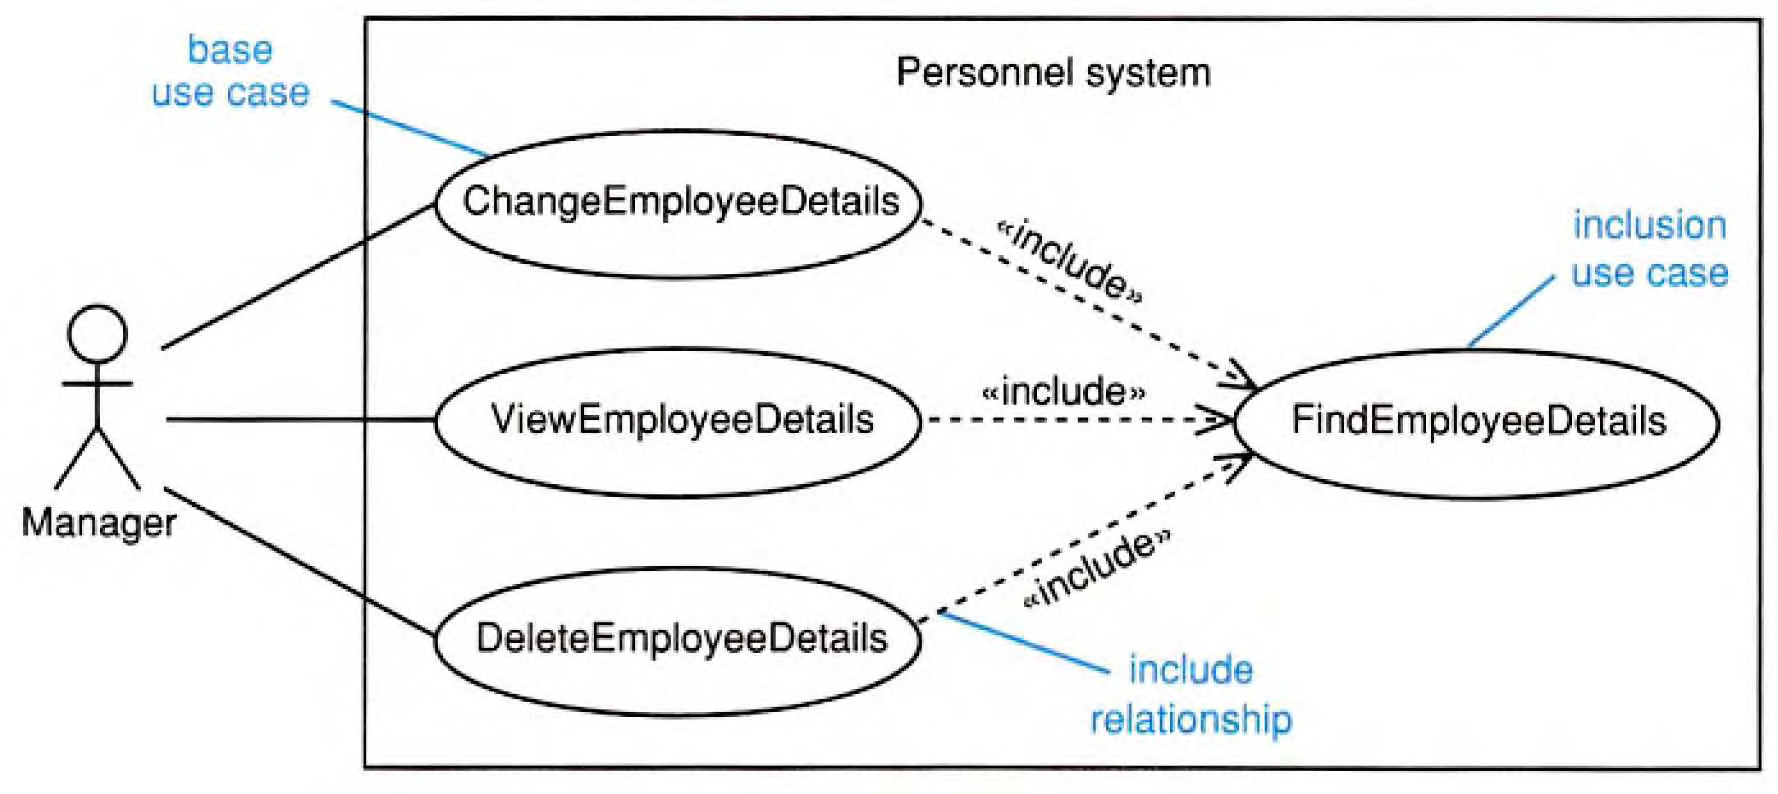 base
use case
Personnel system
ChangeEmployeeDetails
«include»
inclusion
use case
ViewEmployeeDetails
«include»
FindEmployeeDetails
Manager
DeleteEmployeeDetails
«include»
include
relationship